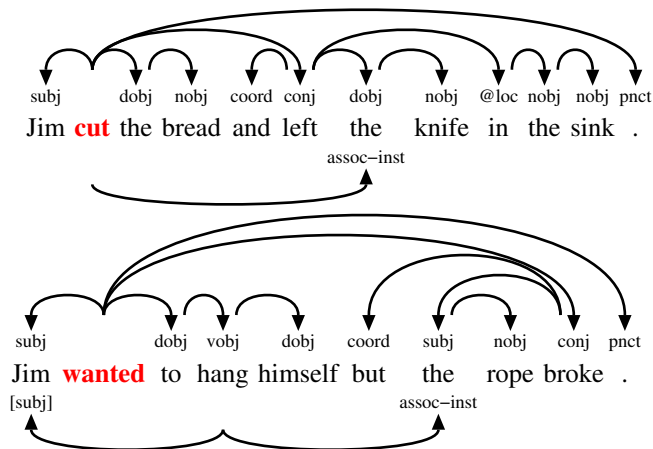 subj dobj nobj coord conj dobj nobj @loc nobj nobj pnct
Jim cut the bread and left the knife in the sink .
assoc-inst
subj dobj vobj dobj coord subj nobj conj pnct
Jim wanted to hang himself but the rope broke .
[subj] assoc-inst